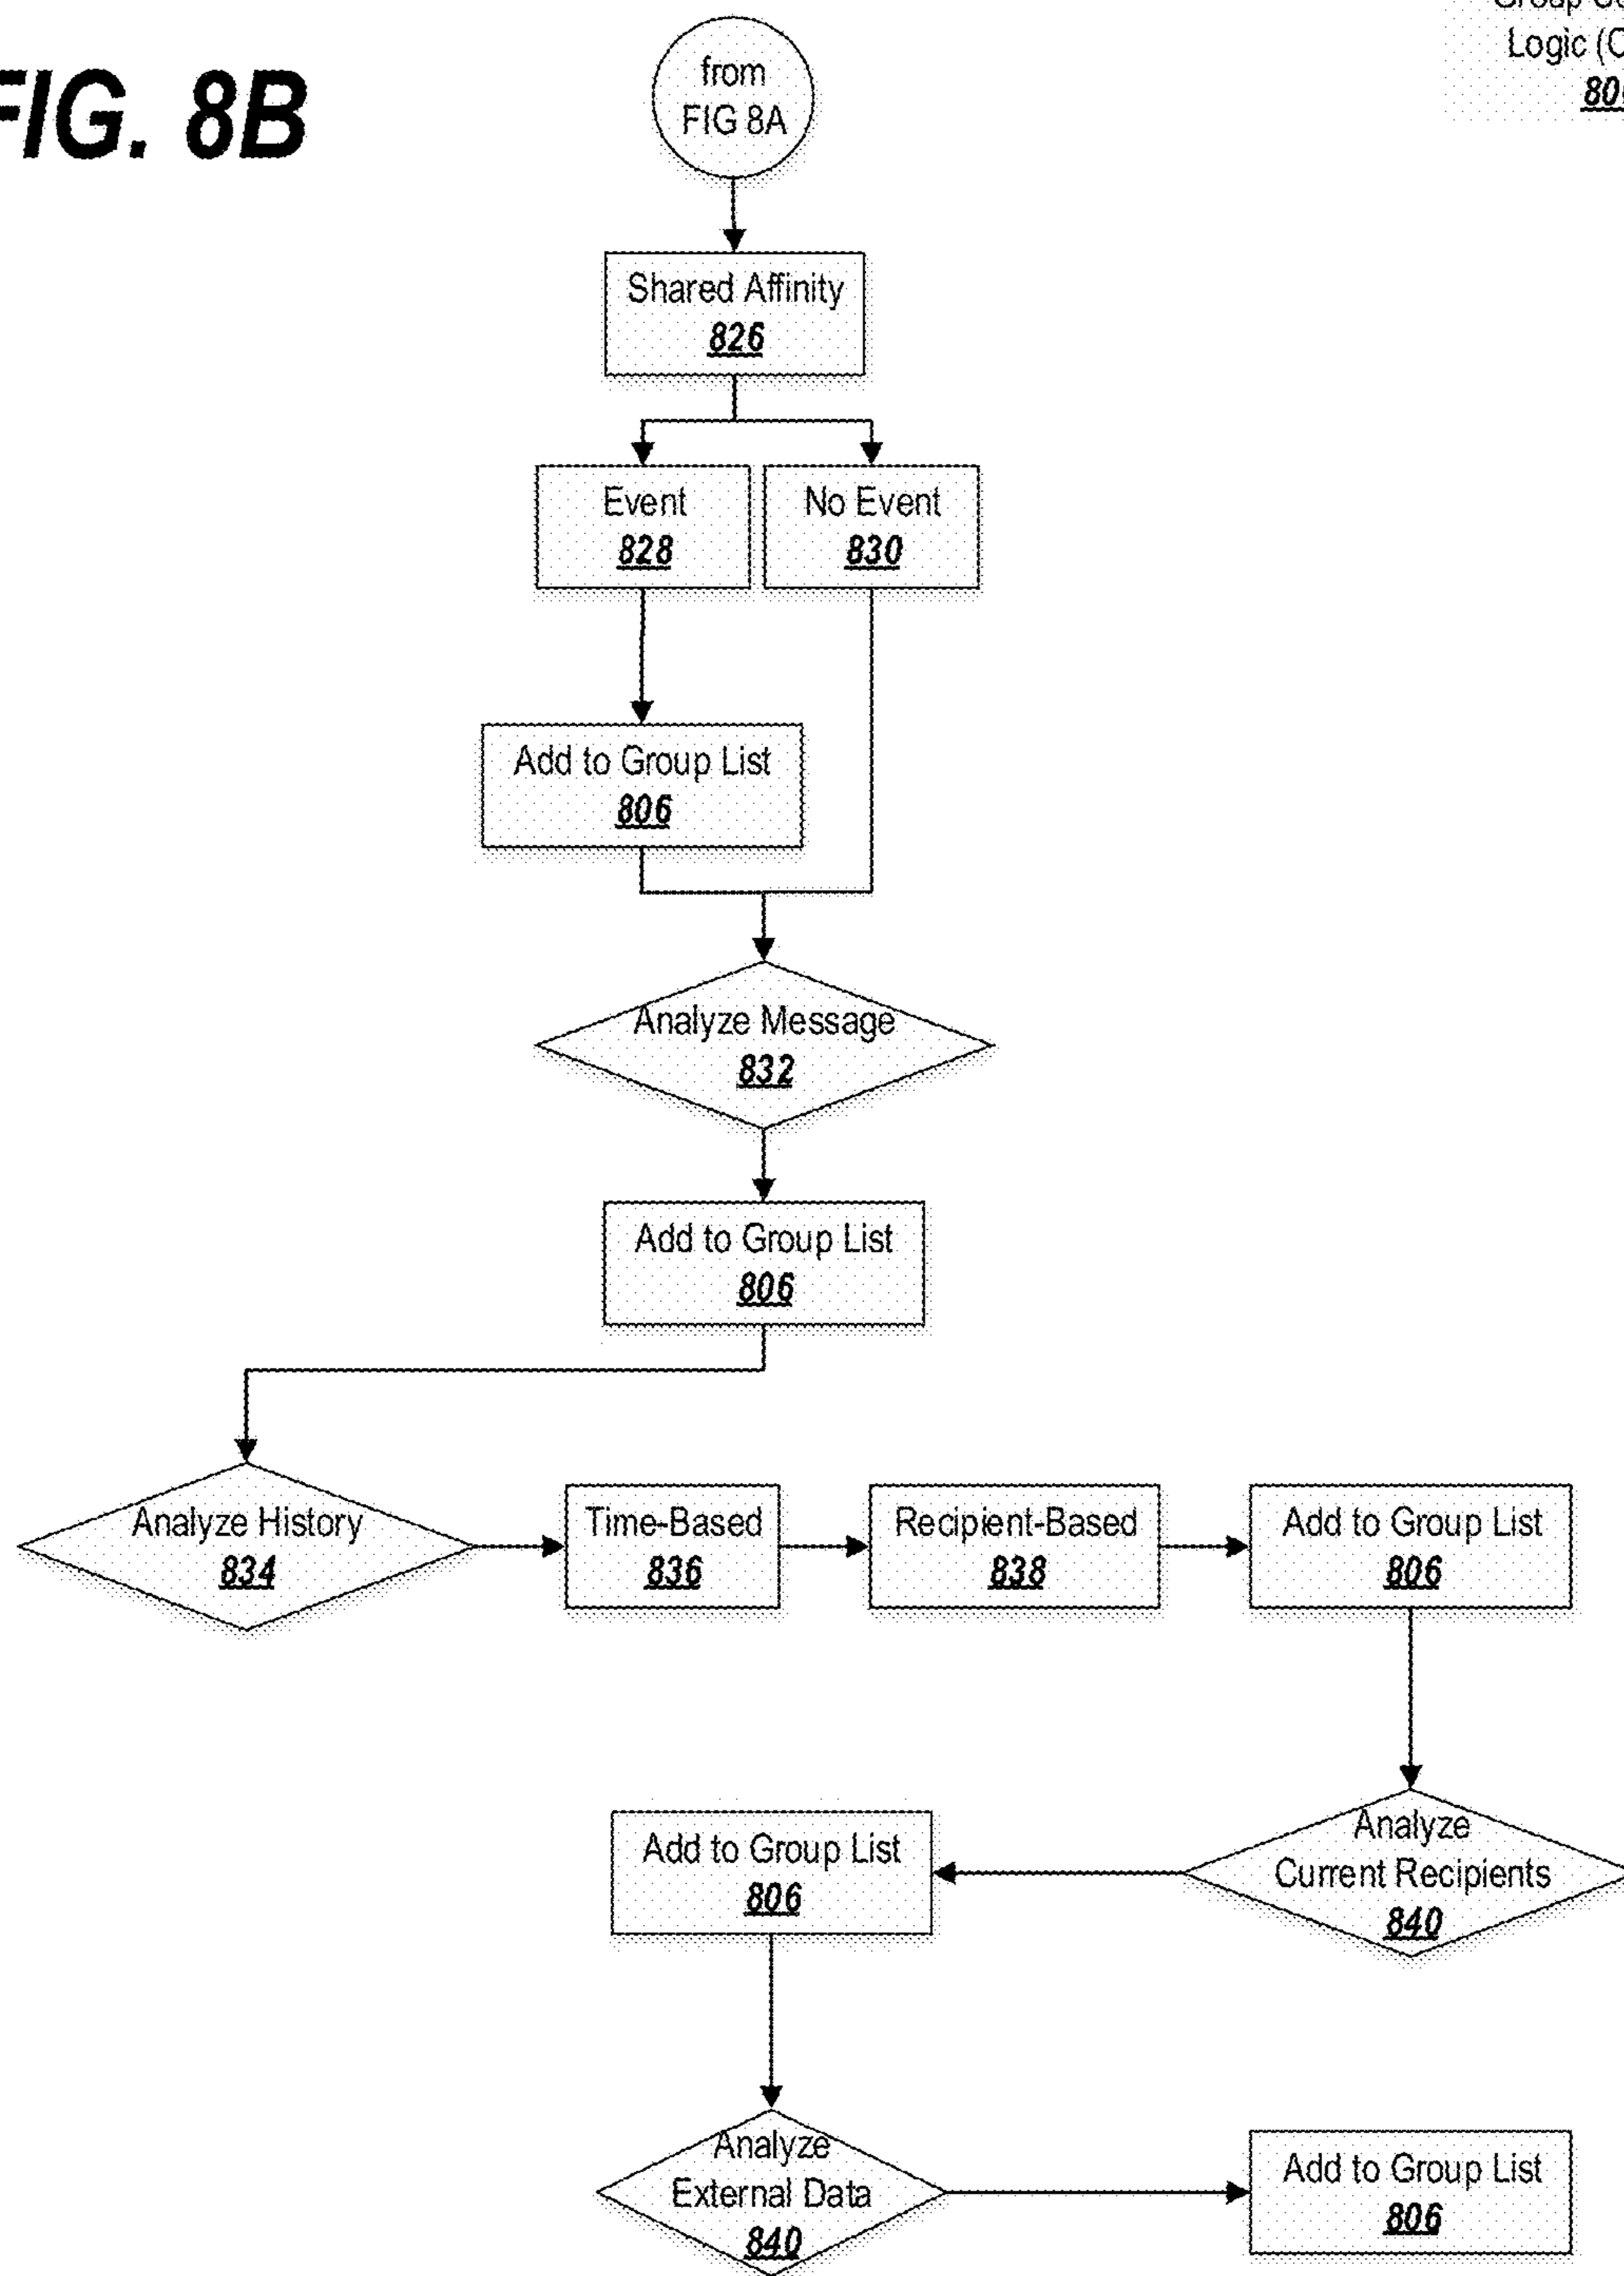 FIG. 8B
Logic
from
FIG 8A
Shared Affinity
826
Event
828
No Event
830
Add to Group List
806
Analyze Message
832
Add to Group List
806
Analyze History
834
Time-Based
836
Recipient-Based
838
Add to Group List
806
Analyze
Current Recipients
840
Add to Group List
806
Analyze
External Data
840
Add to Group List
806